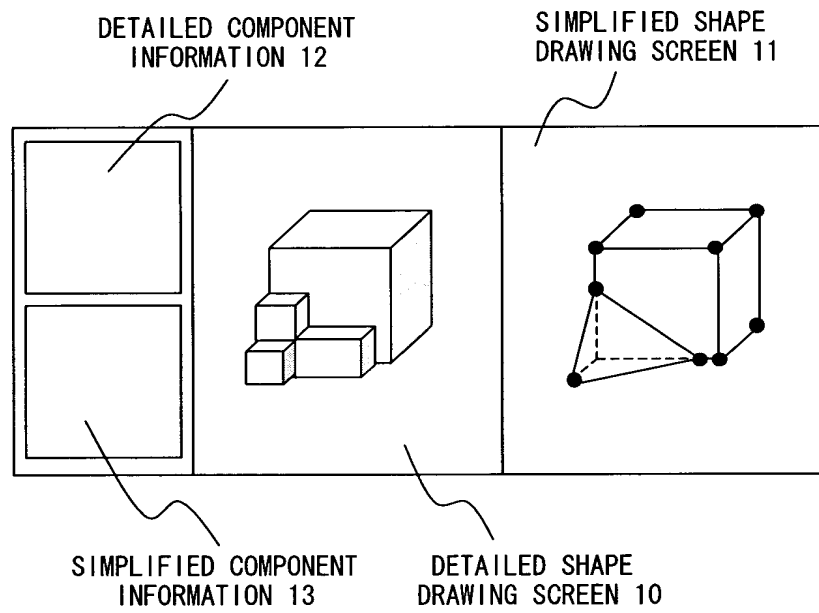 DETAILED COMPONENT
INFORMATION 12
SIMPLIFIED SHAPE
DRAWING SCREEN 11
SIMPLIFIED COMPONENT
INFORMATION 13
DETAILED SHAPE
DRAWING SCREEN 10